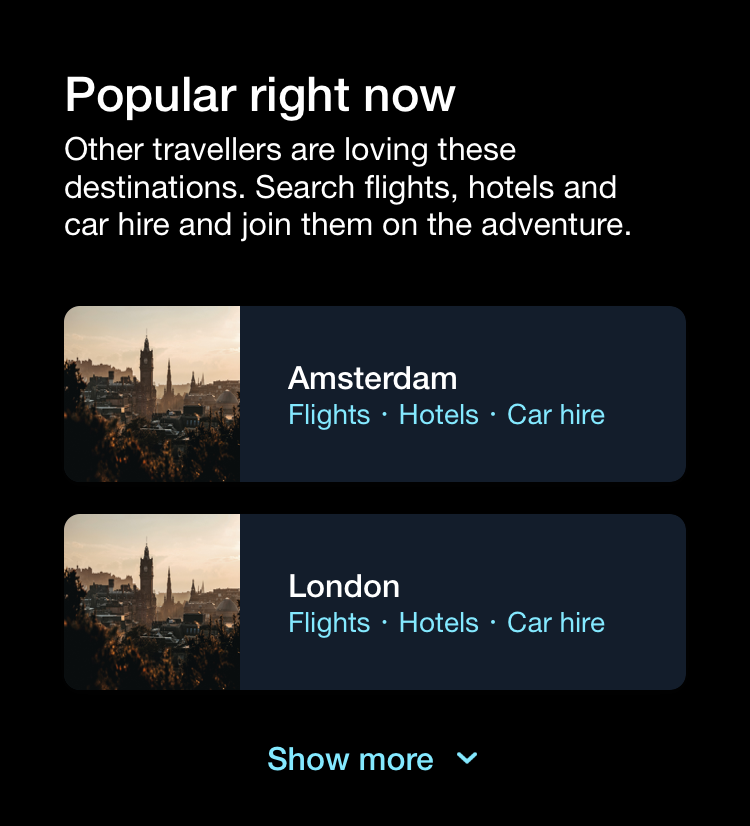 Popular right now
Other travellers are loving these
destinations. Search flights, hotels and
car hire and join them on the adventure.
Amsterdam
Flights · Hotels · Car hire
London
Flights · Hotels · Car hire
Show more